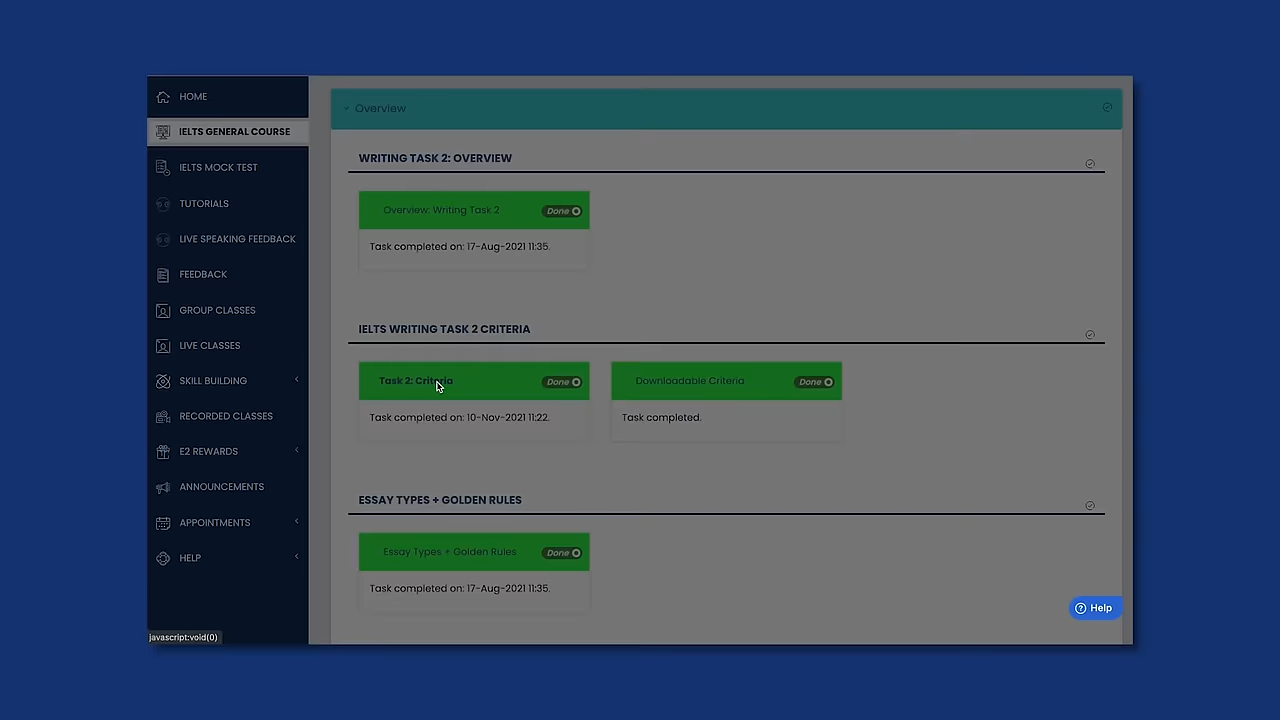 HOME
IELTS GENERAL COURSE
IELTS MOCK TEST
TUTORIALS
LIVE SPEAKING FEEDBACK
FEEDBACK
GROUP CLASSES
LIVE CLASSES
SKILL BUILDING
RECORDED CLASSES
E2 REWARDS
ANNOUNCEMENTS
APPOINTMENTS
HELP
javascript:void(0)
Overview
WRITING TASK 2: OVERVIEW
Overview: Writing Task 2 Done
Task completed on: 17-Aug-2021 11:35.
IELTS WRITING TASK 2 CRITERIA
Task 2: Criteria Done
Task completed on: 10-Nov-2021 11:22.
Downloadable Criteria Done
Task completed.
ESSAY TYPES + GOLDEN RULES
Essay Types + Golden Rules Done
Task completed on: 17-Aug-2021 11:35.
Help